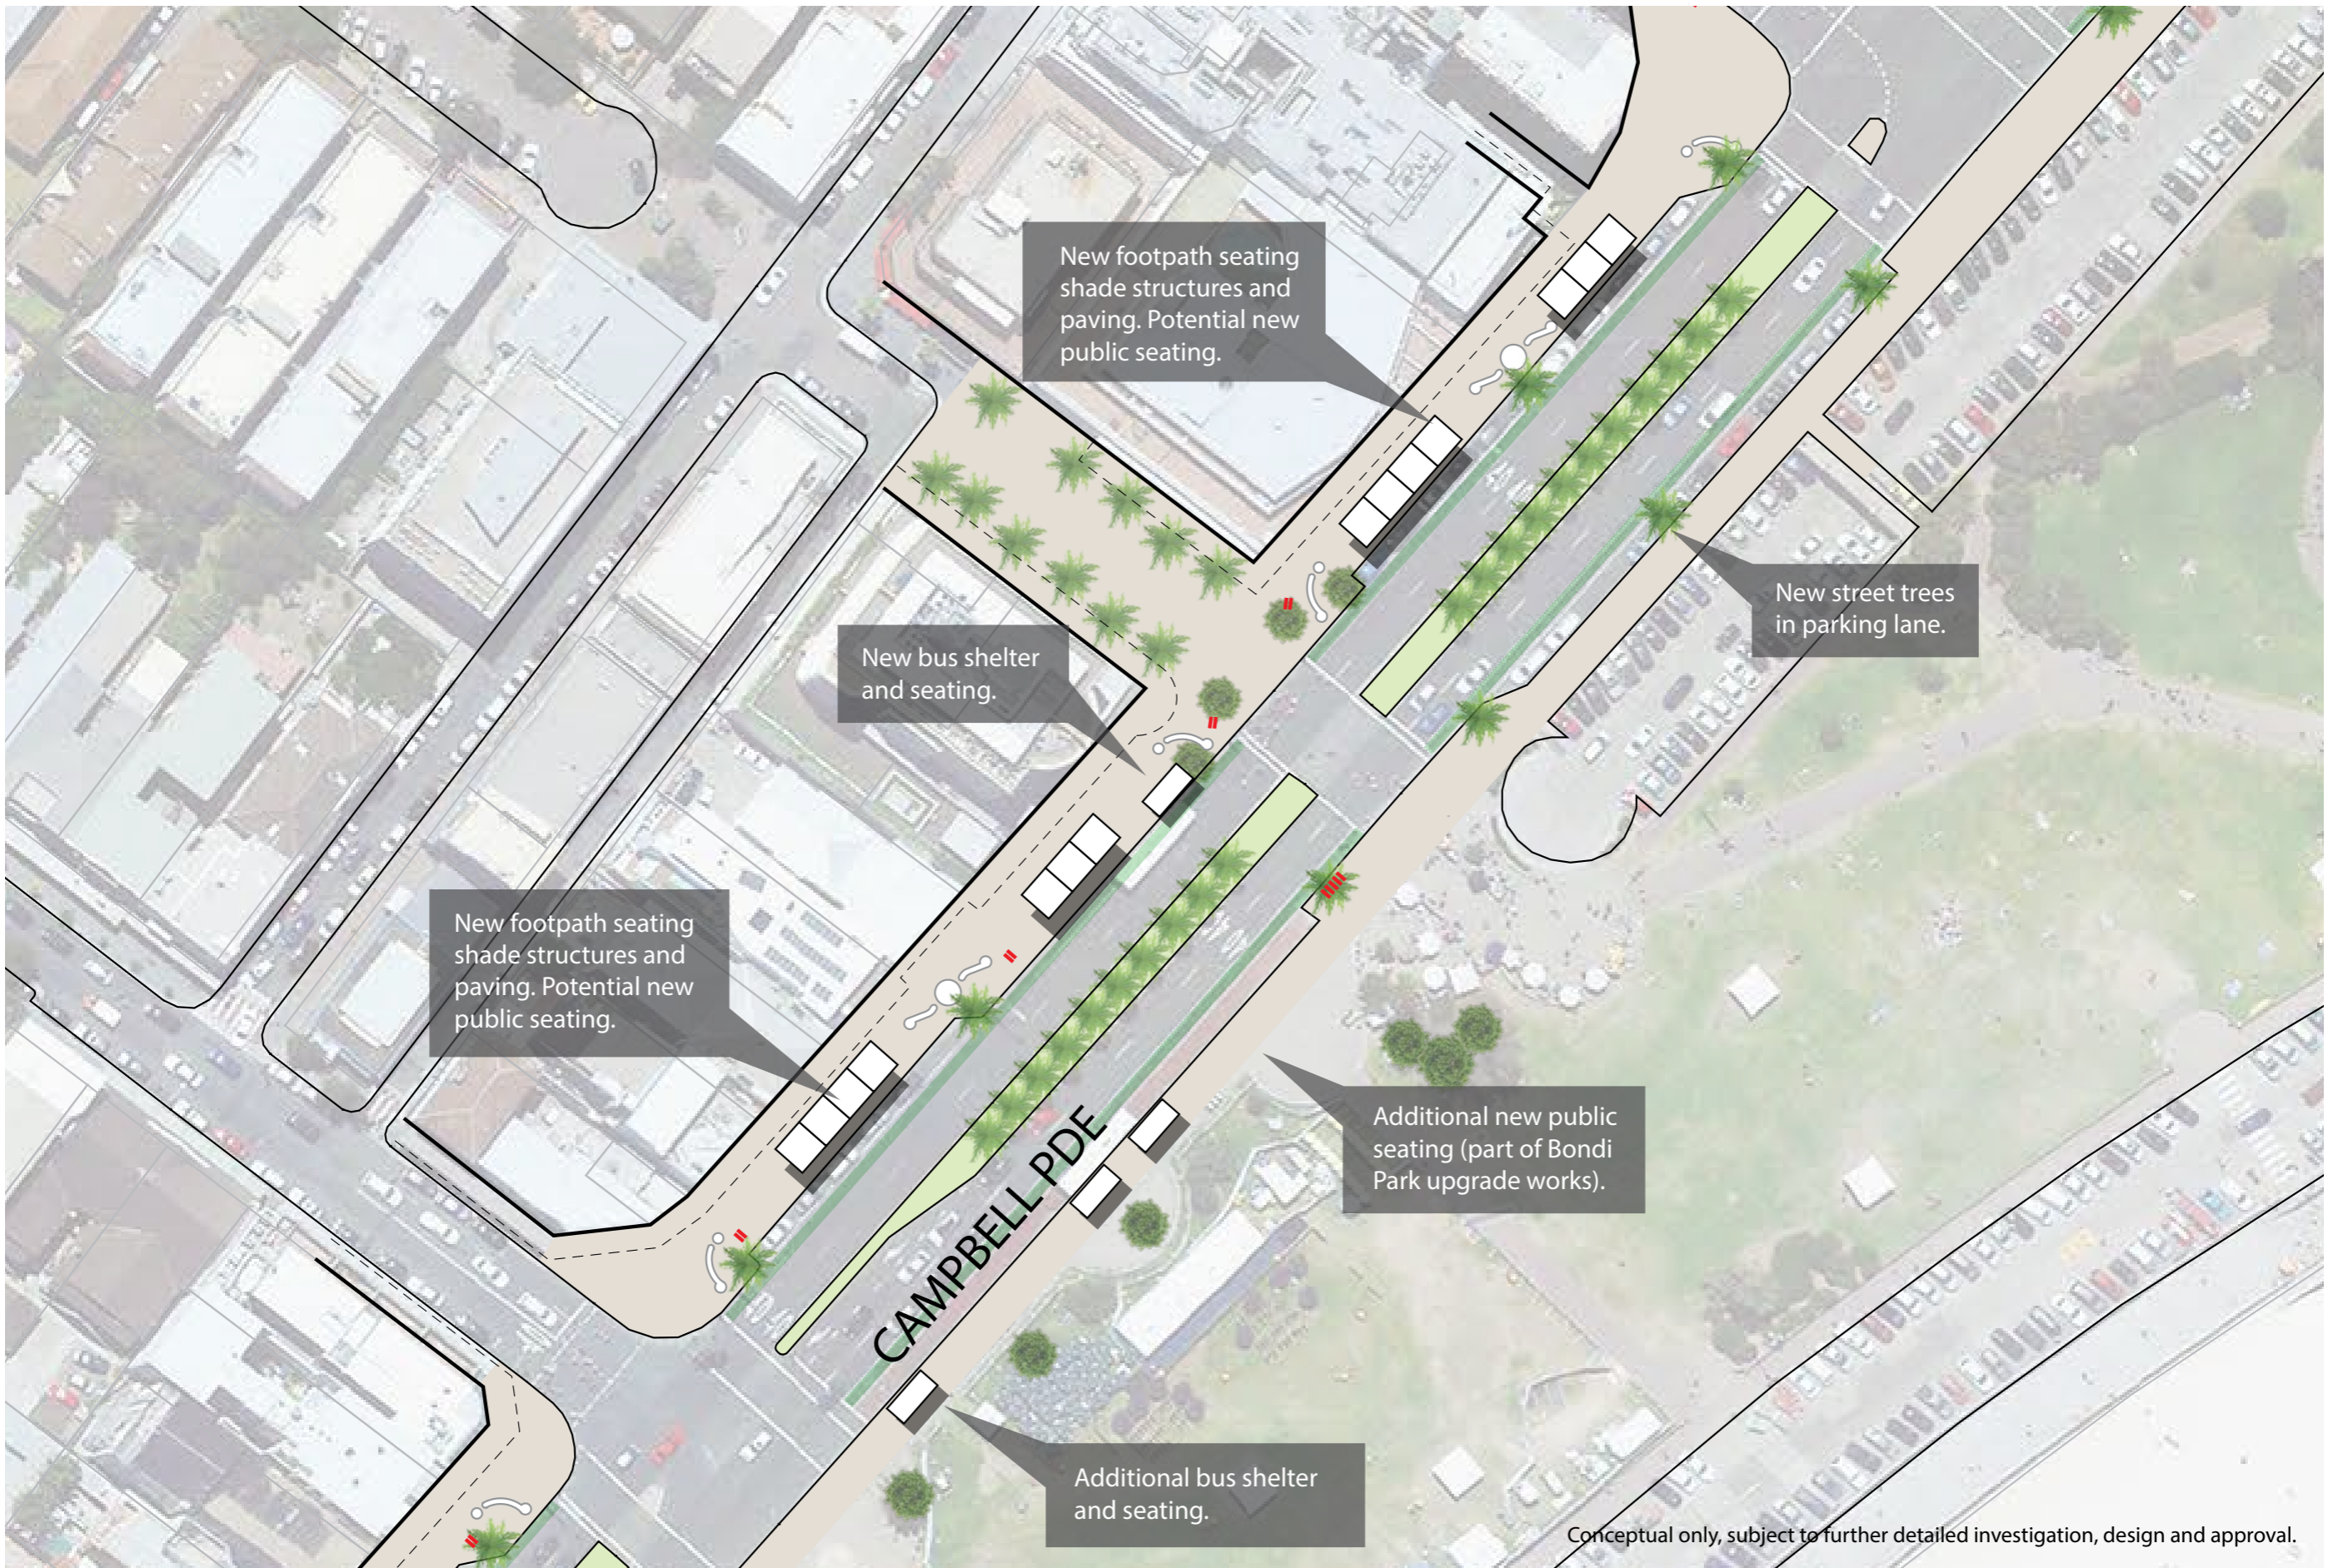 New footpath seating
shade structures and
paving. Potential new
public seating.
New street trees
in parking lane.
New bus shelter
and seating.
New footpath seating
shade structures and
paving. Potential new
public seating.
CAMPBELL PDE
Additional new public
seating (part of Bondi
Park upgrade works).
Additional bus shelter
and seating.
Conceptual only, subject to further detailed investigation, design and approval.